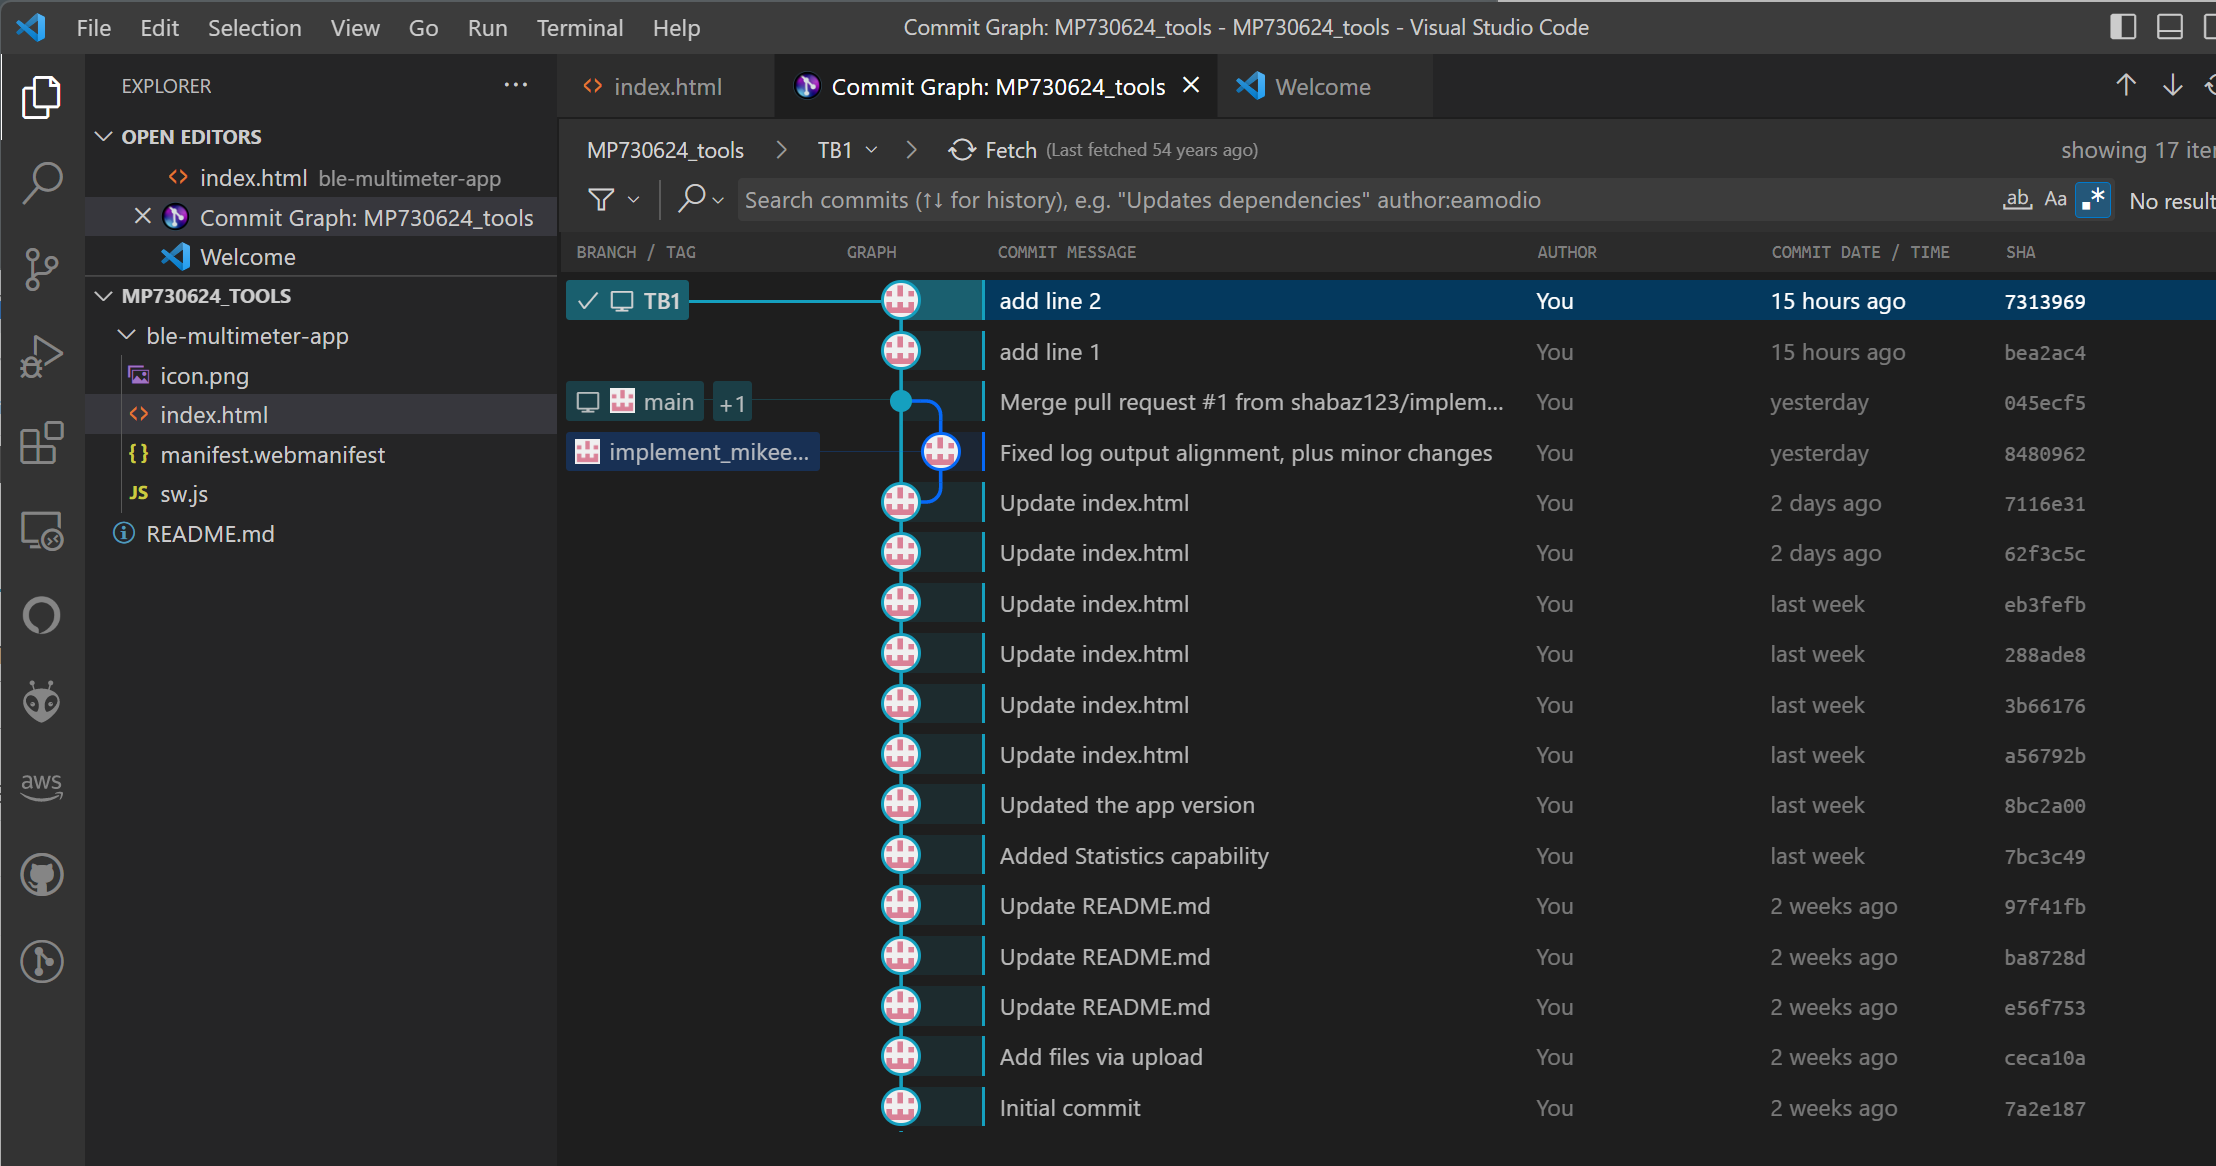 File Edit Selection View Go Run Terminal Help
Commit Graph: MP730624_tools - MP730624_tools - Visual Studio Code
EXPLORER
OPEN EDITORS
index.html ble-multimeter-app
Commit Graph: MP730624_tools
Welcome
MP730624_TOOLS
ble-multimeter-app
icon.png
index.html
{} manifest.webmanifest
JS sw.js
README.md
aws
index.html
Commit Graph: MP730624_tools
Welcome
MP730624_tools > TB1 > Fetch (Last fetched 54 years ago)
showing 17 iter
Search commits (↑↓ for history), e.g. "Updates dependencies" author:eamodio
ab Aa .* No result
BRANCH / TAG GRAPH COMMIT MESSAGE AUTHOR COMMIT DATE / TIME SHA
TB1 add line 2 You 15 hours ago 7313969
add line 1 You 15 hours ago bea2ac4
main +1 Merge pull request #1 from shabaz123/implem... You yesterday 045ecf5
implement_mikee... Fixed log output alignment, plus minor changes You yesterday 8480962
Update index.html You 2 days ago 7116e31
Update index.html You 2 days ago 62f3c5c
Update index.html You last week eb3fefb
Update index.html You last week 288ade8
Update index.html You last week 3b66176
Update index.html You last week a56792b
Updated the app version You last week 8bc2a00
Added Statistics capability You last week 7bc3c49
Update README.md You 2 weeks ago 97f41fb
Update README.md You 2 weeks ago ba8728d
Update README.md You 2 weeks ago e56f753
Add files via upload You 2 weeks ago ceca10a
Initial commit You 2 weeks ago 7a2e187